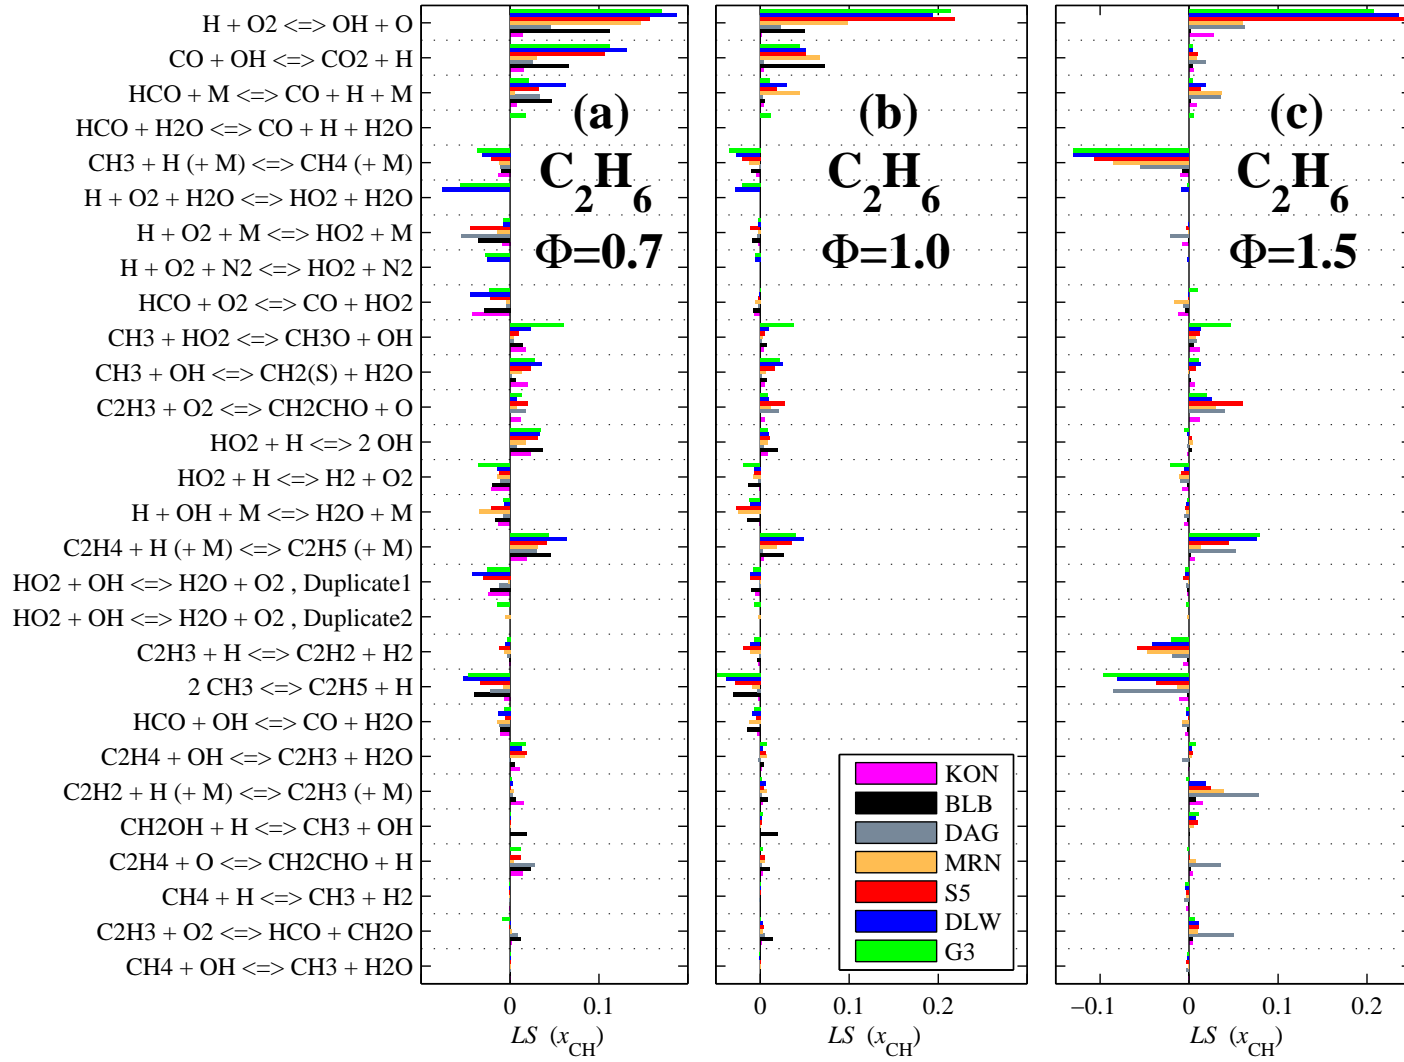 H + O2 <=> OH + O
CO + OH <=> CO2 + H
HCO + M <=> CO + H + M
HCO + H2O <=> CO + H + H2O
CH3 + H (+ M) <=> CH4 (+ M)
H + O2 + H2O <=> HO2 + H2O
H + O2 + M <=> HO2 + M
H + O2 + N2 <=> HO2 + N2
HCO + O2 <=> CO + HO2
CH3 + HO2 <=> CH3O + OH
CH3 + OH <=> CH2(S) + H2O
C2H3 + O2 <=> CH2CHO + O
HO2 + H <=> 2 OH
HO2 + H <=> H2 + O2
H + OH + M <=> H2O + M
C2H4 + H (+ M) <=> C2H5 (+ M)
HO2 + OH <=> H2O + O2 , Duplicate1
HO2 + OH <=> H2O + O2 , Duplicate2
C2H3 + H <=> C2H2 + H2
2 CH3 <=> C2H5 + H
HCO + OH <=> CO + H2O
C2H4 + OH <=> C2H3 + H2O
C2H2 + H (+ M) <=> C2H3 (+ M)
CH2OH + H <=> CH3 + OH
C2H4 + O <=> CH2CHO + H
CH4 + H <=> CH3 + H2
C2H3 + O2 <=> HCO + CH2O
CH4 + OH <=> CH3 + H2O
(a)
C2H6
Φ=0.7
0 0.1
LS (xCH)
(b)
C2H6
Φ=1.0
KON
BLB
DAG
MRN
S5
DLW
G3
0 0.1 0.2
LS (xCH)
(c)
C2H6
Φ=1.5
−0.1 0 0.1 0.2
LS (xCH)